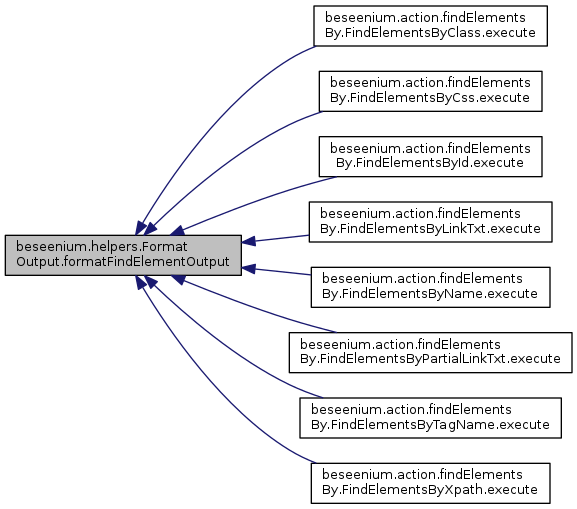 beseenium.action.findElements
By.FindElementsByClass.execute
beseenium.action.findElements
By.FindElementsByCss.execute
beseenium.action.findElements
By.FindElementsById.execute
beseenium.action.findElements
By.FindElementsByLinkTxt.execute
beseenium.helpers.Format
Output.formatFindElementOutput
beseenium.action.findElements
By.FindElementsByName.execute
beseenium.action.findElements
By.FindElementsByPartialLinkTxt.execute
beseenium.action.findElements
By.FindElementsByTagName.execute
beseenium.action.findElements
By.FindElementsByXpath.execute